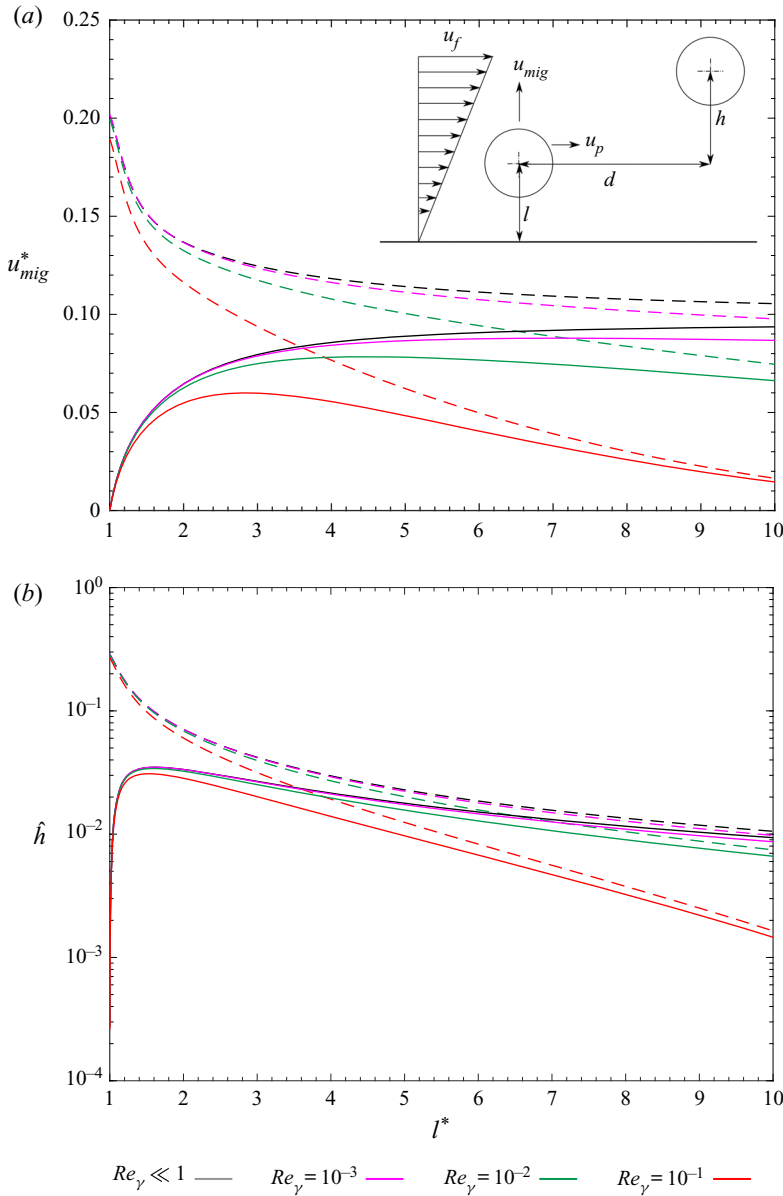 (a)
0.25
0.20
0.15
0.10
0.05
0
u*mig
uf
umig
up
d
h
l
1 2 3 4 5 6 7 8 9 10
(b)
10⁰
10⁻¹
10⁻²
10⁻³
10⁻⁴
ĥ
1 2 3 4 5 6 7 8 9 10
l*
Reγ ≪ 1 Reγ = 10⁻³ Reγ = 10⁻² Reγ = 10⁻¹